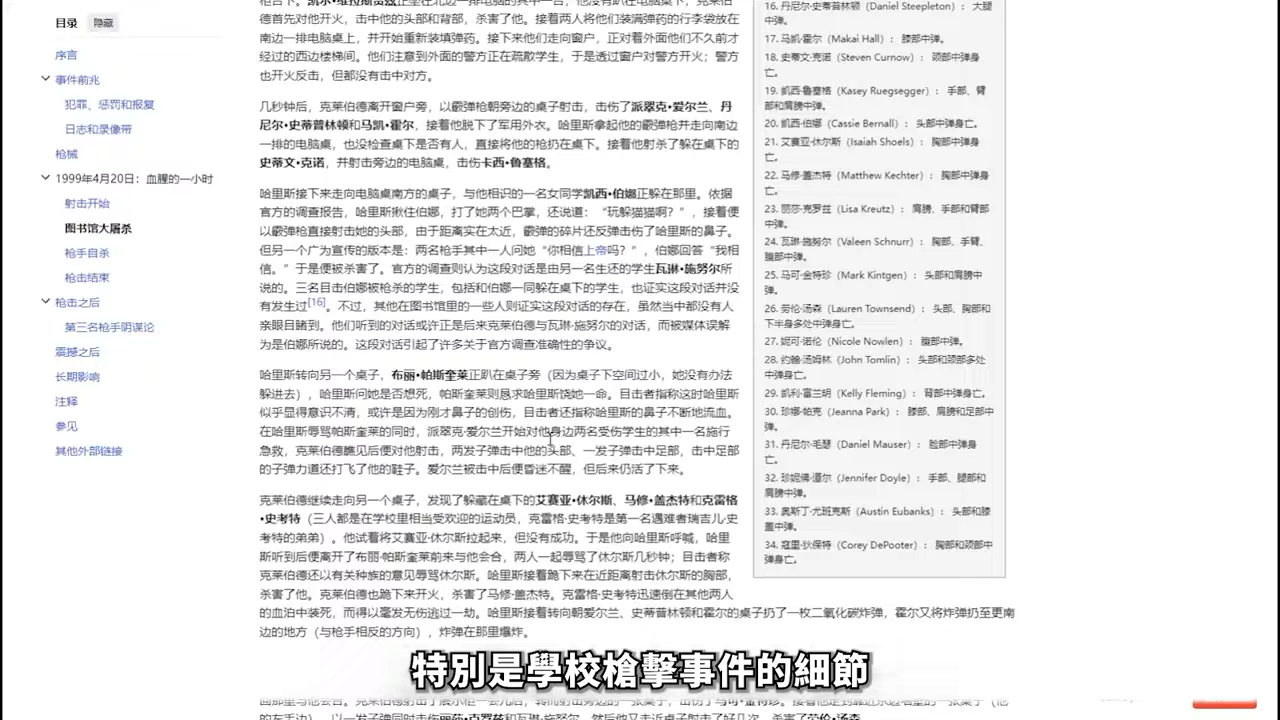 目录 隐藏
序言
事件前兆
犯罪、惩罚和报复
日志和录像带
枪械
1999年4月20日：血腥的一小时
射击开始
图书馆大屠杀
枪手自杀
枪击结束
枪击之后
第三名枪手阴谋论
震撼之后
长期影响
注释
参见
其他外部链接
德首先对他开火，击中他的头部和背部，杀害了他。接着两人将他们装满弹药的行李袋放在
南边一排电脑桌上，并开始重新装填弹药。接下来他们走向窗户，正对着外面他们不久前才
经过的西边楼梯间。他们注意到外面的警方正在疏散学生，于是透过窗户对警方开火；警方
也开火反击，但都没有击中对方。
几秒钟后，克莱伯德离开窗户旁，以霰弹枪朝旁边的桌子射击，击伤了派翠克•爱尔兰、丹
尼尔•史蒂普林顿和马凯•霍尔，接着他脱下了军用外衣。哈里斯拿起他的霰弹枪并走向南边
一排的电脑桌，也没检查桌下是否有人，直接将他的枪扔在桌下。接着他射杀了躲在桌下的
史蒂文•克诺，并射击旁边的电脑桌，击伤卡西•鲁塞格。
哈里斯接下来走向电脑桌南方的桌子，与他相识的一名女同学凯西•伯娜正躲在那里。依据
官方的调查报告，哈里斯揪住伯娜，打了她两个巴掌，还说道：“玩躲猫猫啊？”，接着便
以霰弹枪直接射击她的头部，由于距离实在太近，霰弹的碎片还反弹击伤了哈里斯的鼻子。
但另一个广为宣传的版本是：两名枪手其中一人问她“你相信上帝吗？”，伯娜回答“我相
信。”于是便被杀害了。官方的调查则认为这段对话是由另一名生还的学生瓦琳•施努尔所
说的。三名目击伯娜被枪杀的学生，包括和伯娜一同躲在桌下的学生，也证实这段对话并没
有发生过[16]。不过，其他在图书馆里的一些人则证实这段对话的存在，虽然当中都没有人
亲眼目睹到。他们听到的对话或许正是后来克莱伯德与瓦琳·施努尔的对话，而被媒体误解
为是伯娜所说的。这段对话引起了许多关于官方调查准确性的争议。
哈里斯转向另一个桌子，布丽•帕斯奎莱正趴在桌子旁（因为桌子下空间过小，她没有办法
躲进去），哈里斯问她是否想死，帕斯奎莱则恳求哈里斯饶她一命。目击者指称这时哈里斯
似乎显得意识不清，或许是因为刚才鼻子的创伤，目击者还指称哈里斯的鼻子不断地流血。
在哈里斯辱骂帕斯奎莱的同时，派翠克·爱尔兰开始对他身边两名受伤学生的其中一名施行
急救，克莱伯德瞧见后便对他射击，两发子弹击中他的头部、一发子弹击中足部，击中足部
的子弹力道还打飞了他的鞋子。爱尔兰被击中后便昏迷不醒，但后来仍活了下来。
克莱伯德继续走向另一个桌子，发现了躲藏在桌下的艾赛亚•休尔斯、马修•盖杰特和克雷格
•史考特（三人都是在学校里相当受欢迎的运动员，克雷格·史考特是第一名遇难者瑞吉儿·史
考特的弟弟）。他试着将艾赛亚·休尔斯拉起来，但没有成功。于是他向哈里斯呼喊，哈里
斯听到后便离开了布丽·帕斯奎莱前来与他会合，两人一起辱骂了休尔斯几秒钟；目击者称
克莱伯德还以有关种族的意见辱骂休尔斯。哈里斯接着跪下来在近距离射击休尔斯的胸部，
杀害了他。克莱伯德也跪下来开火，杀害了马修·盖杰特。克雷格·史考特迅速倒在其他两人
的血泊中装死，而得以毫发无伤逃过一劫。哈里斯接着转向朝爱尔兰、史蒂普林顿和霍尔的桌子扔了一枚二氧化碳炸弹，霍尔又将炸弹扔至更南
边的地方（与枪手相反的方向），炸弹在那里爆炸。
16. 丹尼尔·史蒂普林顿（Daniel Steepleton）：大腿
中弹。
17. 马凯·霍尔（Makai Hall）：膝部中弹。
18. 史蒂文·克诺（Steven Curnow）：颈部中弹身
亡。
19. 凯西·鲁塞格（Kasey Ruegsegger）：手部、臂
部和肩膀中弹。
20. 凯西·伯娜（Cassie Bernall）：头部中弹身亡。
21. 艾赛亚·休尔斯（Isaiah Shoels）：胸部中弹身
亡。
22. 马修·盖杰特（Matthew Kechter）：胸部中弹身
亡。
23. 丽莎·克罗兹（Lisa Kreutz）：肩膀、手部和臂部
中弹。
24. 瓦琳·施努尔（Valeen Schnurr）：胸部、手臂、
腹部中弹。
25. 马可·金特珍（Mark Kintgen）：头部和肩膀中
弹。
26. 劳伦·汤森（Lauren Townsend）：头部、胸部和
下半身多处中弹身亡。
27. 妮可·诺伦（Nicole Nowlen）：腹部中弹。
28. 约翰·汤姆林（John Tomlin）：头部和颈部多处
中弹身亡。
29. 凯利·富兰明（Kelly Fleming）：背部中弹身亡。
30. 珍娜·帕克（Jeanna Park）：膝部、肩膀和足部中
弹。
31. 丹尼尔·毛瑟（Daniel Mauser）：脸部中弹身
亡。
32. 珍妮佛·道尔（Jennifer Doyle）：手部、腿部和
肩膀中弹。
33. 奥斯丁·尤班克斯（Austin Eubanks）：头部和膝
盖中弹。
34. 寇里·狄保特（Corey DePooter）：胸部和颈部中
弹身亡。
特別是學校槍擊事件的細節